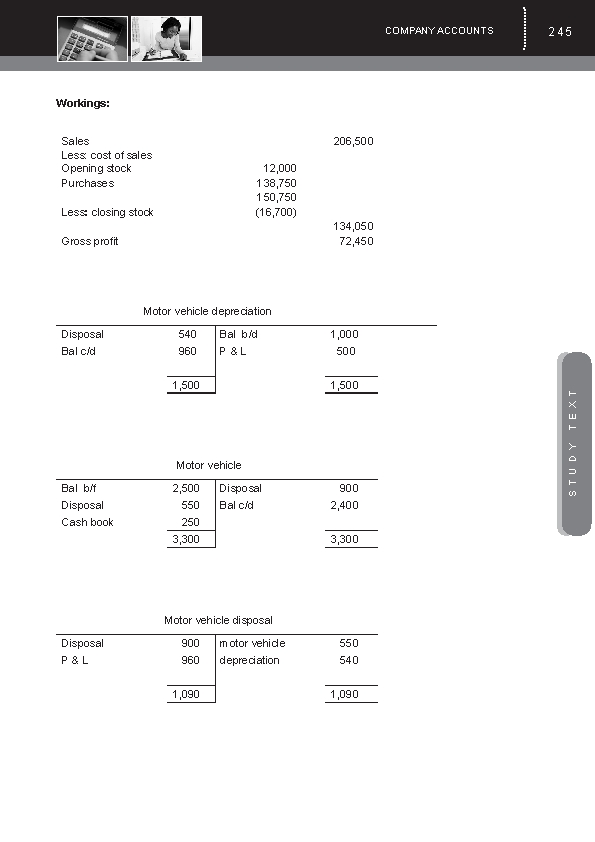 COMPANY ACCOUNTS 245
Workings:
Sales 206,500
Less: cost of sales
Opening stock 12,000
Purchases 138,750
150,750
Less: closing stock (16,700)
134,050
Gross profit 72,450
Motor vehicle depreciation
Disposal 540 Bal b/d 1,000
Bal c/d 960 P & L 500
1,500 1,500
Motor vehicle
Bal b/f 2,500 Disposal 900
Disposal 550 Bal c/d 2,400
Cash book 250
3,300 3,300
Motor vehicle disposal
Disposal 900 motor vehicle 550
P & L 960 depreciation 540
1,090 1,090
STUDY TEXT